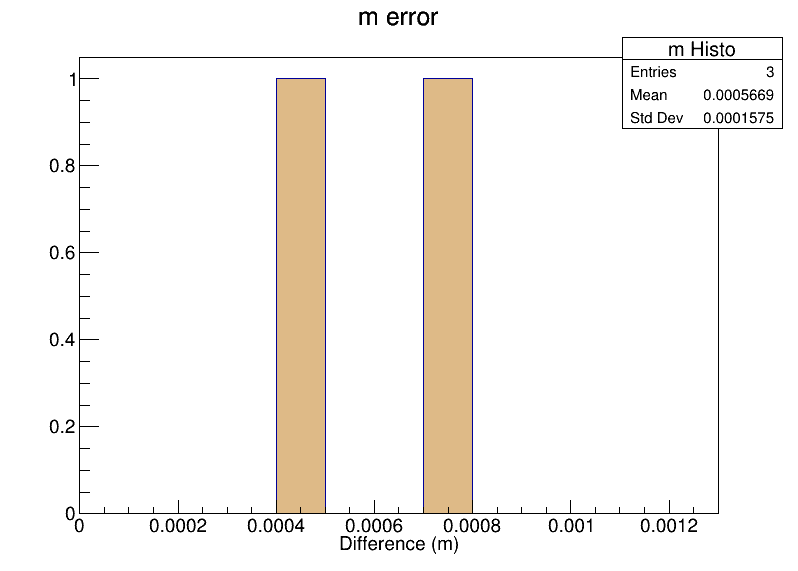 m error
m Histo
Entries 3
Mean 0.0005669
Std Dev 0.0001575
1
0.8
0.6
0.4
0.2
0
0 0.0002 0.0004 0.0006 0.0008 0.001 0.0012
Difference (m)